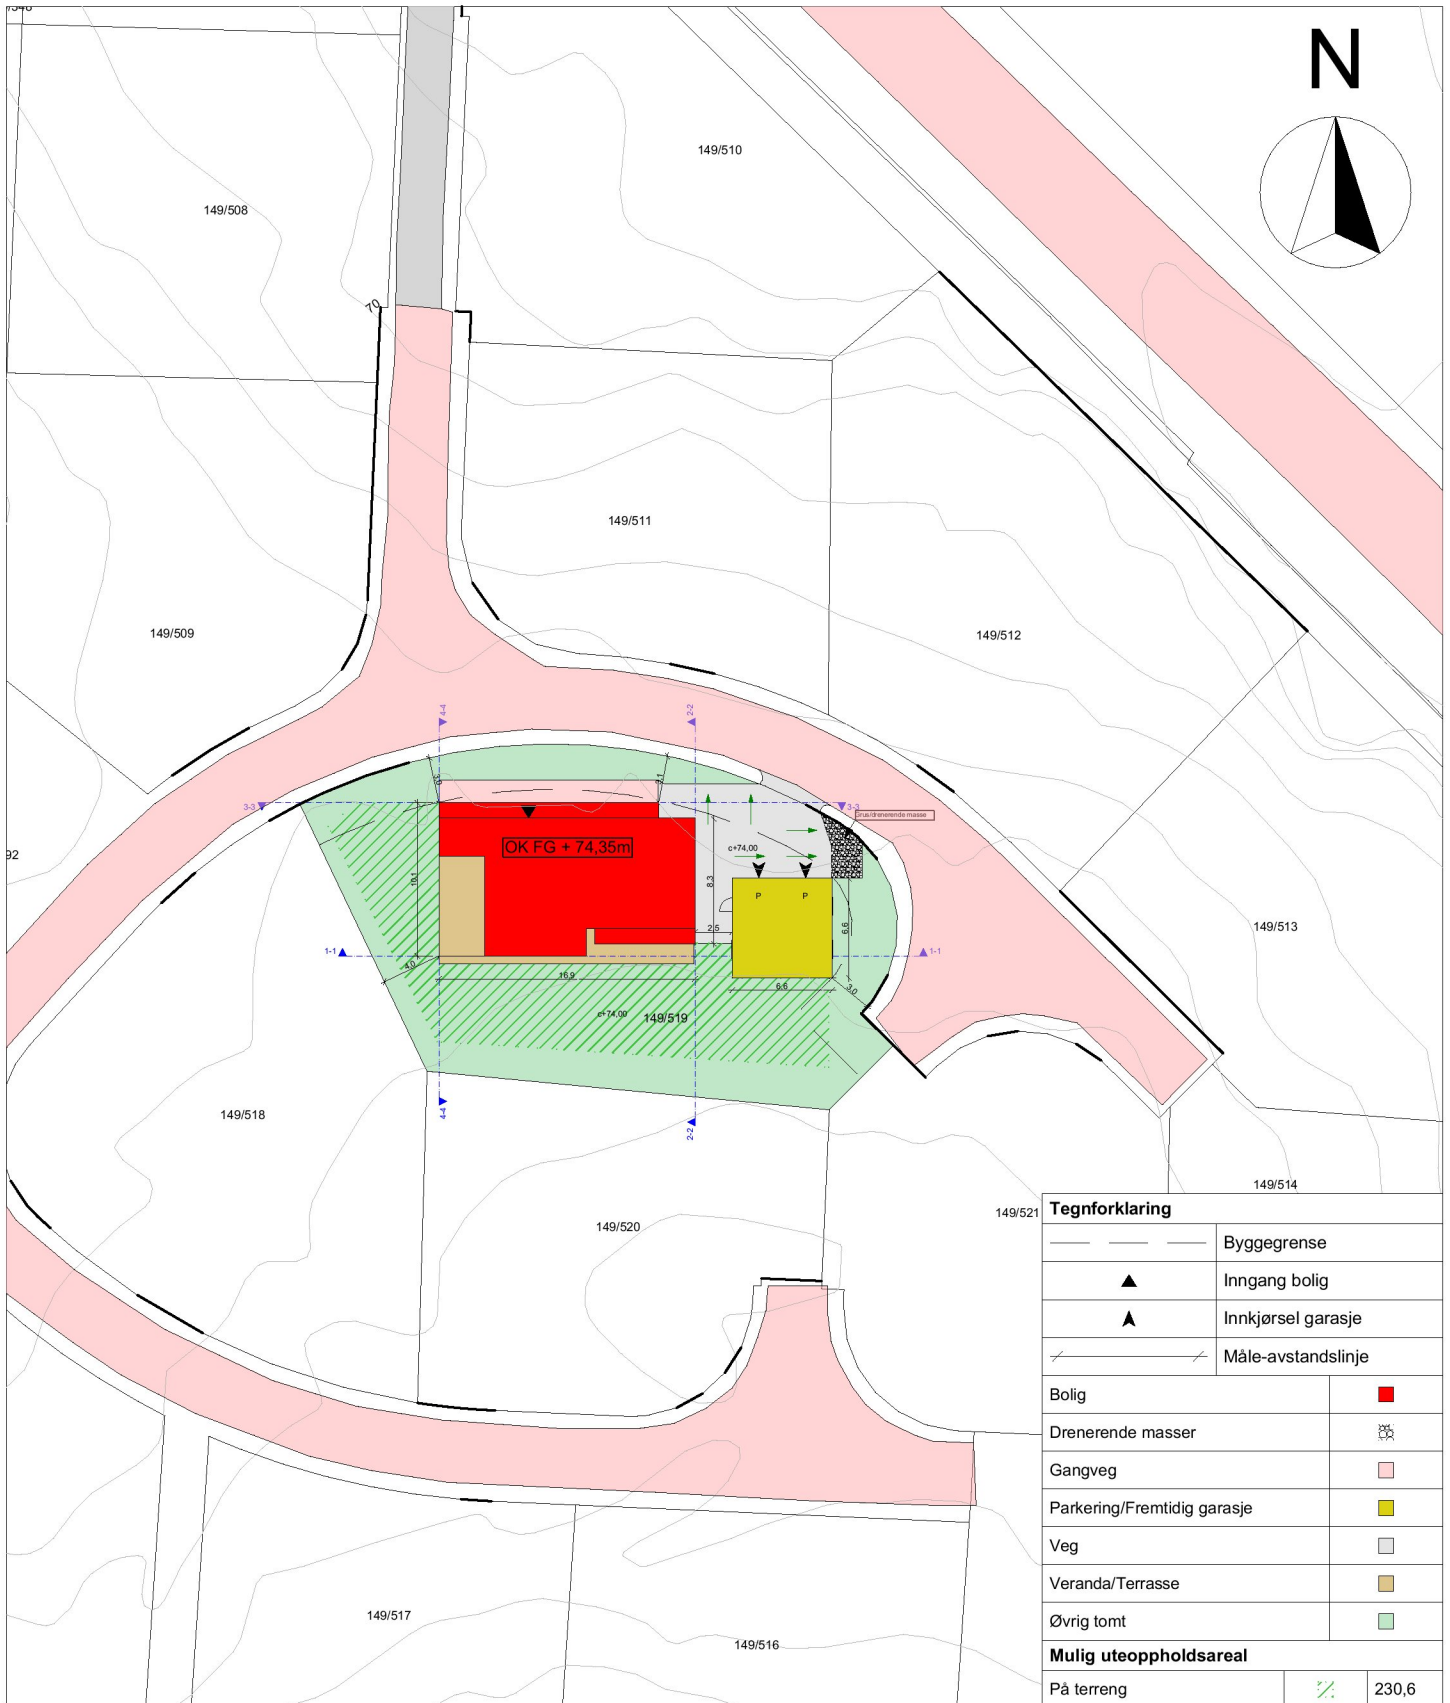 N
149/510
149/508
70
149/511
149/509
149/512
4-4
2-2
3-3
3-3
Grus/drenerende masse
3,0
OK FG + 74,35m
c+74,00
92
10,1
8,3
P
P
6,6
2,5
149/513
1-1
1-1
4,0
16,9
6,6
3,0
c+74,00
149/519
149/518
4-4
2-2
149/514
149/521
149/520
Tegnforklaring
Byggegrense
Inngang bolig
Innkjørsel garasje
Måle-avstandslinje
Bolig
Drenerende masser
Gangveg
Parkering/Fremtidig garasje
Veg
Veranda/Terrasse
Øvrig tomt
149/517
149/516
Mulig uteoppholdsareal
På terreng 230,6